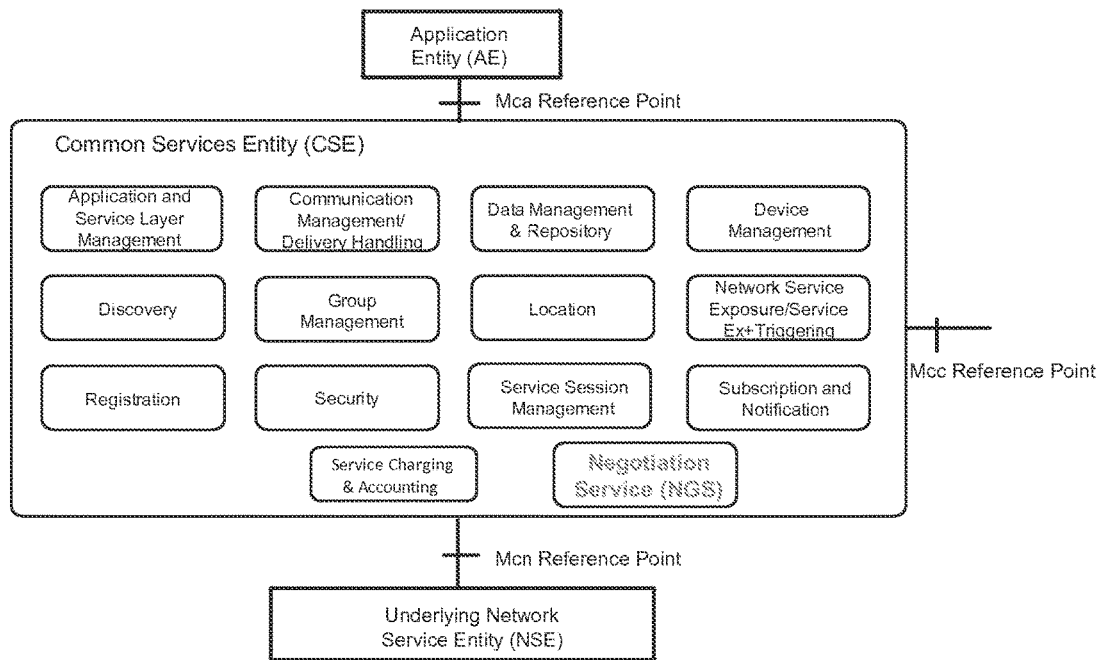 Application
Entity (AE)
Mca Reference Point
Common Services Entity (CSE)
Application and
Service Layer
Management
Communication
Management/
Delivery Handling
Data Management
& Repository
Device
Management
Discovery
Group
Management
Location
Network Service
Exposure/Service
Ex+Triggering
Mcc Reference Point
Registration
Security
Service Session
Management
Subscription and
Notification
Service Charging
& Accounting
Negotiation
Service (NGS)
Mcn Reference Point
Underlying Network
Service Entity (NSE)